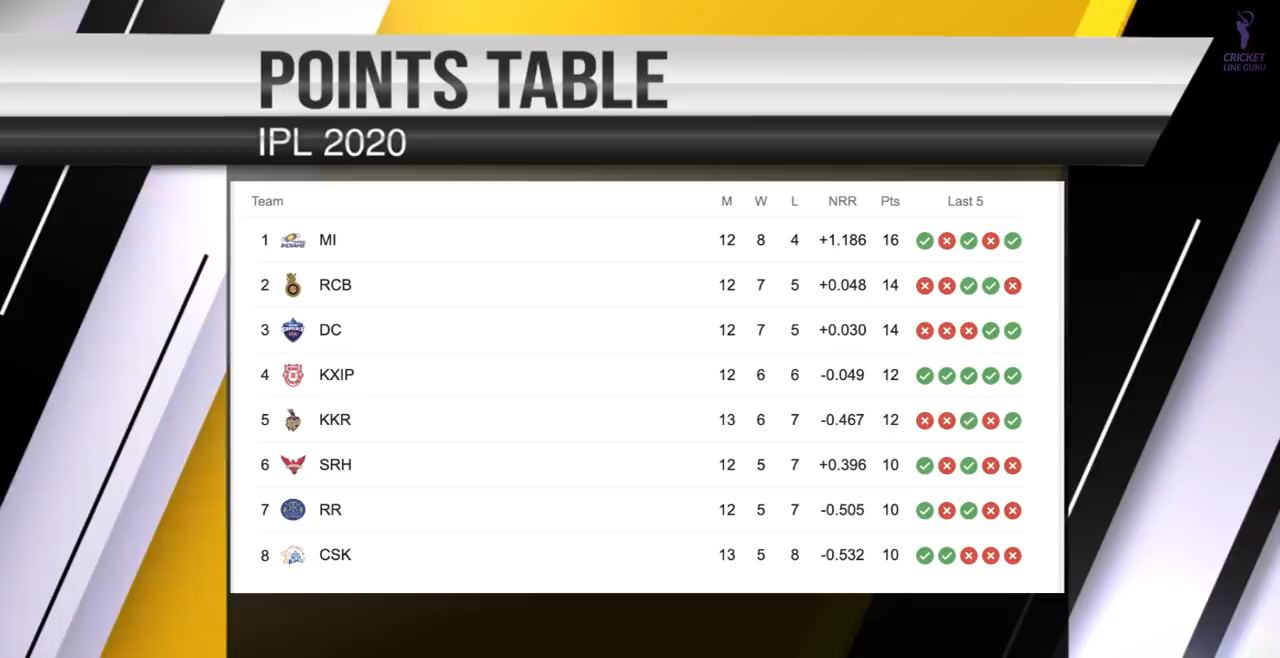 CRICKET
LINE GURU
POINTS TABLE
IPL 2020
Team M W L NRR Pts Last 5
1 MI 12 8 4 +1.186 16
2 RCB 12 7 5 +0.048 14
3 DC 12 7 5 +0.030 14
4 KXIP 12 6 6 -0.049 12
5 KKR 13 6 7 -0.467 12
6 SRH 12 5 7 +0.396 10
7 RR 12 5 7 -0.505 10
8 CSK 13 5 8 -0.532 10